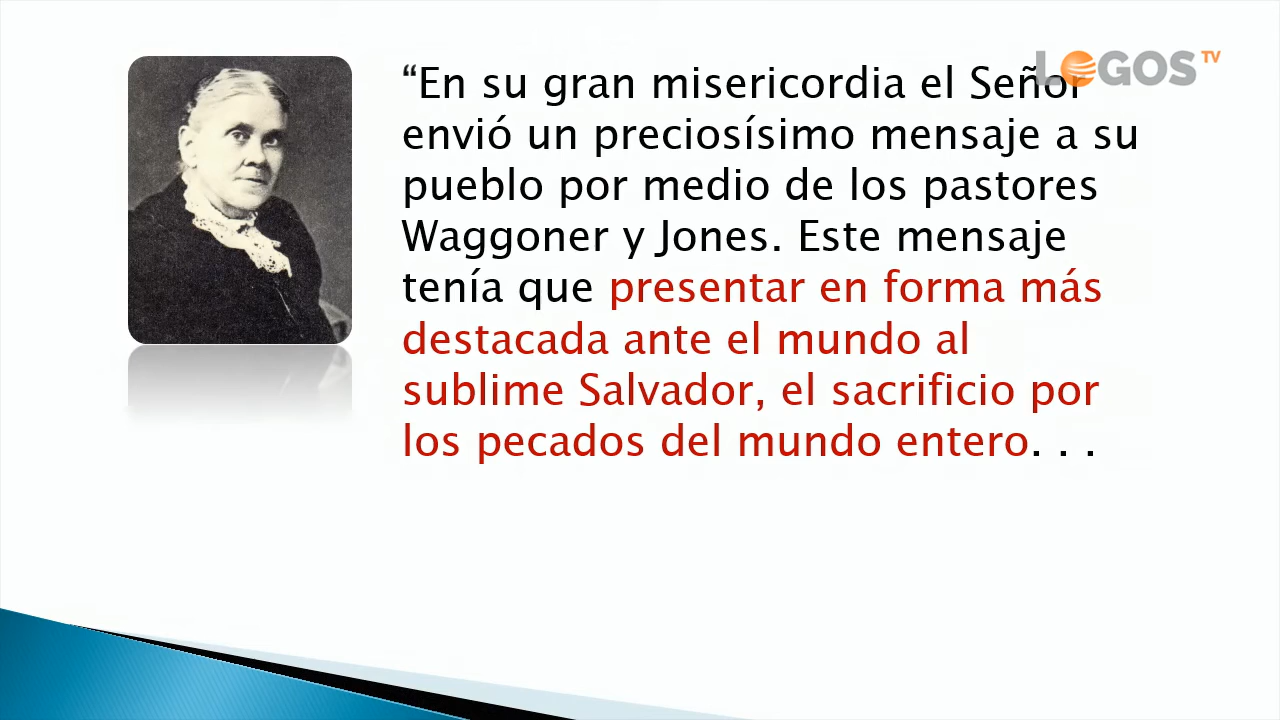 LOGOS TV
“En su gran misericordia el Señor
envió un preciosísimo mensaje a su
pueblo por medio de los pastores
Waggoner y Jones. Este mensaje
tenía que presentar en forma más
destacada ante el mundo al
sublime Salvador, el sacrificio por
los pecados del mundo entero. . .